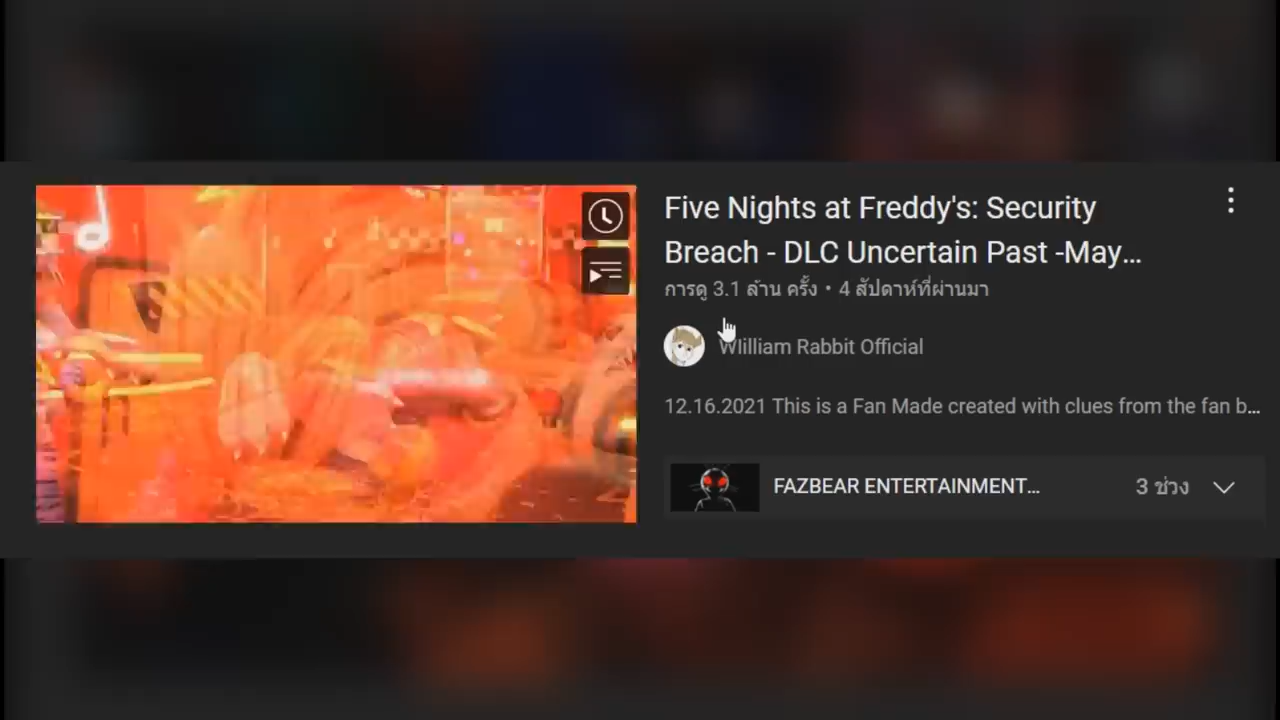 Five Nights at Freddy's: Security
Breach - DLC Uncertain Past -May...
การดู 3.1 ล้าน ครั้ง • 4 สัปดาห์ที่ผ่านมา
Wlilliam Rabbit Official
12.16.2021 This is a Fan Made created with clues from the fan b...
FAZBEAR ENTERTAINMENT...
3 ช่วง